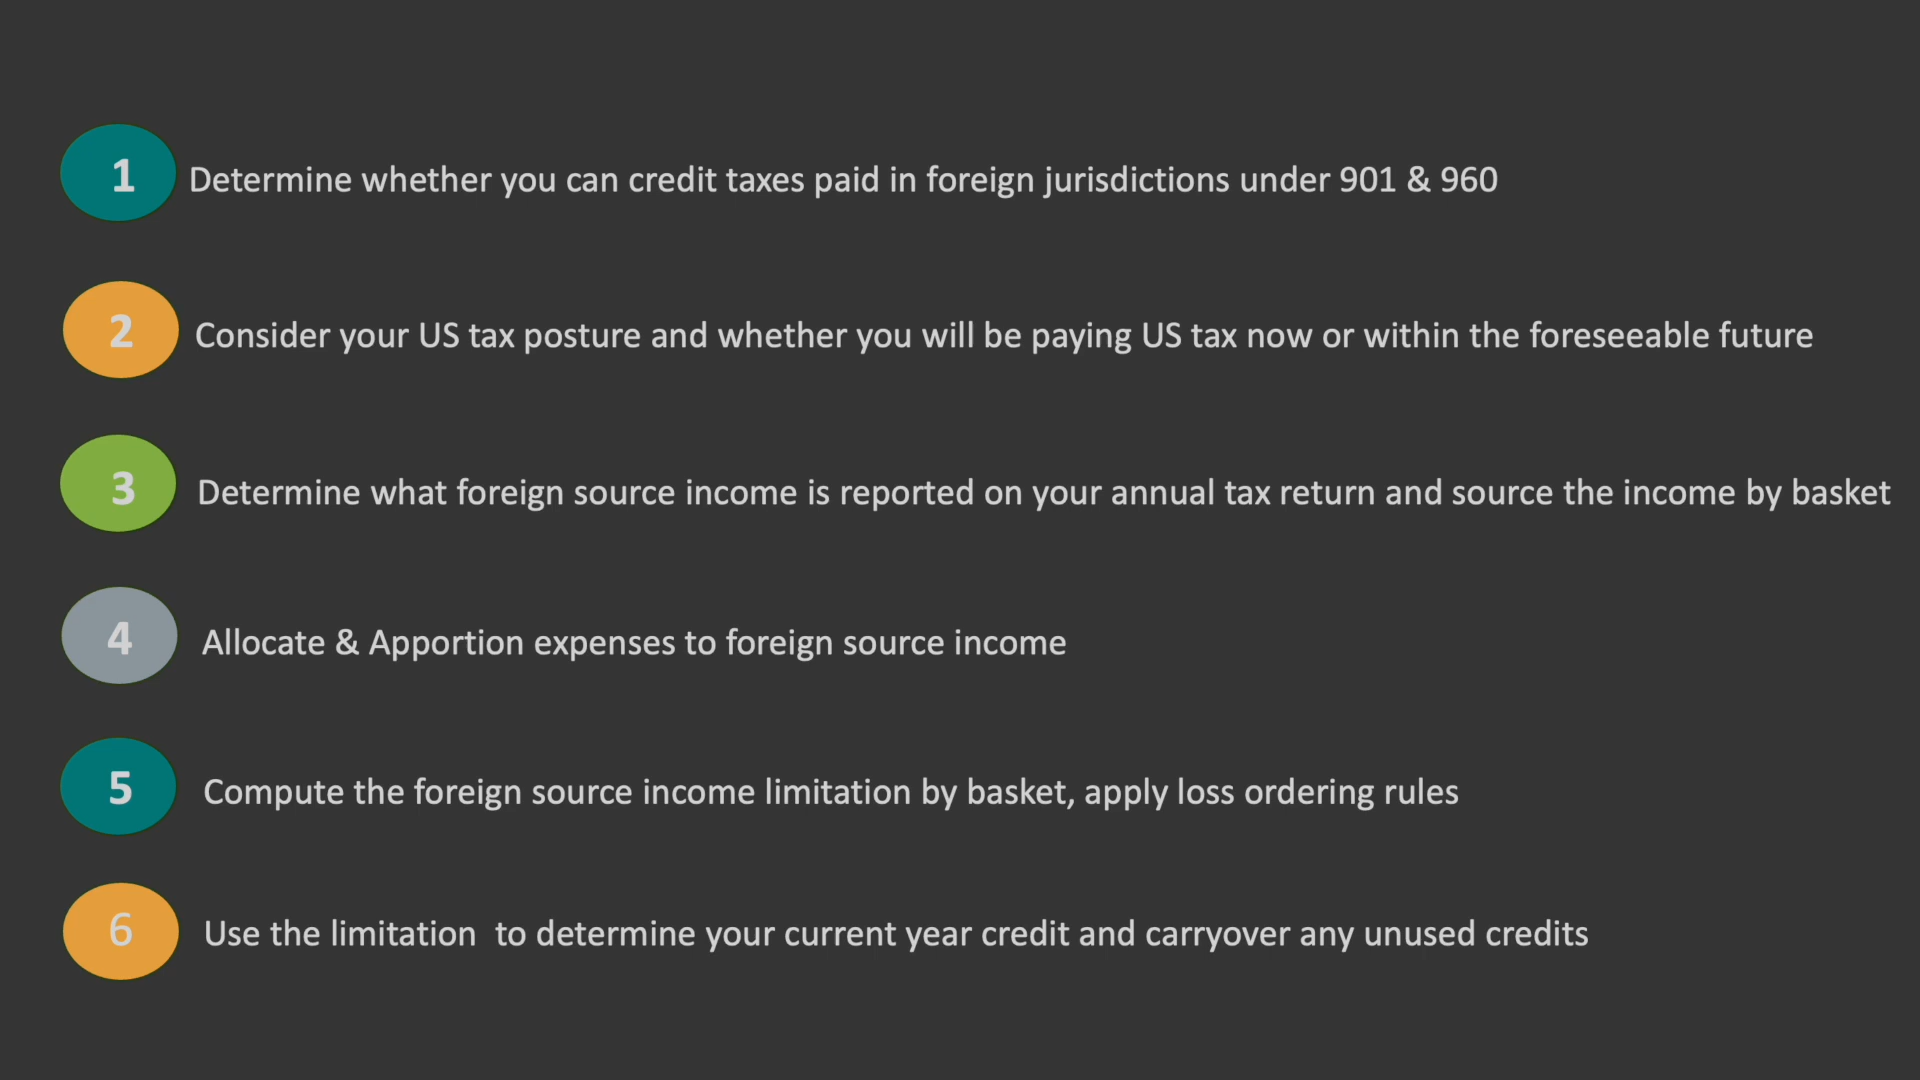 1 Determine whether you can credit taxes paid in foreign jurisdictions under 901 & 960
2 Consider your US tax posture and whether you will be paying US tax now or within the foreseeable future
3 Determine what foreign source income is reported on your annual tax return and source the income by basket
4 Allocate & Apportion expenses to foreign source income
5 Compute the foreign source income limitation by basket, apply loss ordering rules
6 Use the limitation  to determine your current year credit and carryover any unused credits